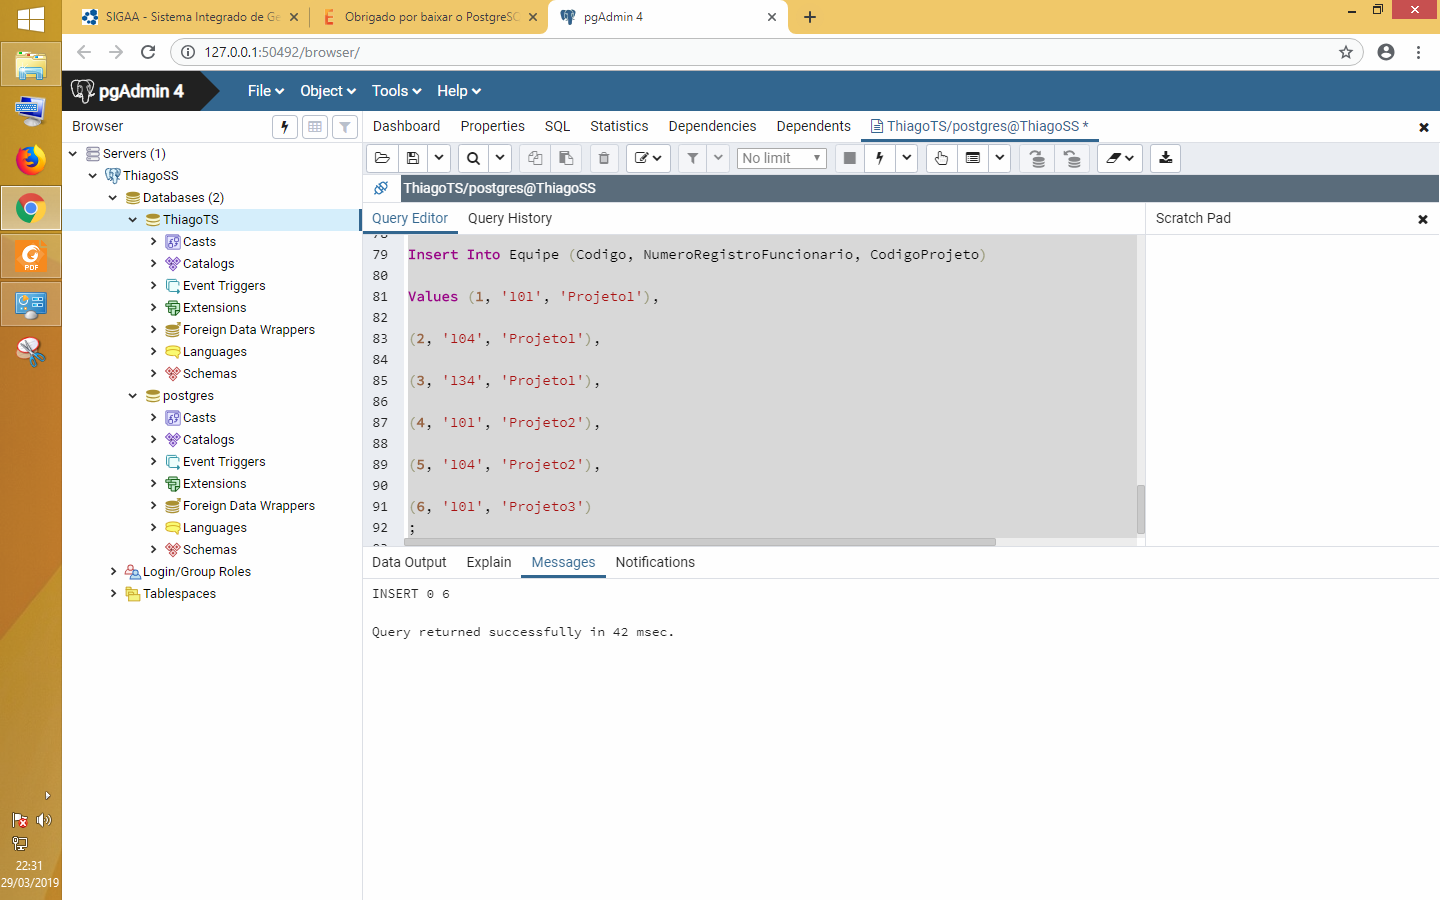 SIGAA - Sistema Integrado de Ge
Obrigado por baixar o PostgreSQ
pgAdmin 4
127.0.0.1:50492/browser/
pgAdmin 4
File
Object
Tools
Help
Browser
Dashboard
Properties
SQL
Statistics
Dependencies
Dependents
ThiagoTS/postgres@ThiagoSS *
No limit
ThiagoTS/postgres@ThiagoSS
Servers (1)
ThiagoSS
Databases (2)
ThiagoTS
Casts
Catalogs
Event Triggers
Extensions
Foreign Data Wrappers
Languages
Schemas
postgres
Casts
Catalogs
Event Triggers
Extensions
Foreign Data Wrappers
Languages
Schemas
Login/Group Roles
Tablespaces
Query Editor
Query History
Scratch Pad
79 Insert Into Equipe (Codigo, NumeroRegistroFuncionario, CodigoProjeto)
80
81 Values (1, '101', 'Projeto1'),
82
83 (2, '104', 'Projeto1'),
84
85 (3, '134', 'Projeto1'),
86
87 (4, '101', 'Projeto2'),
88
89 (5, '104', 'Projeto2'),
90
91 (6, '101', 'Projeto3')
92 ;
Data Output
Explain
Messages
Notifications
INSERT 0 6
Query returned successfully in 42 msec.
PDF
22:31
29/03/2019